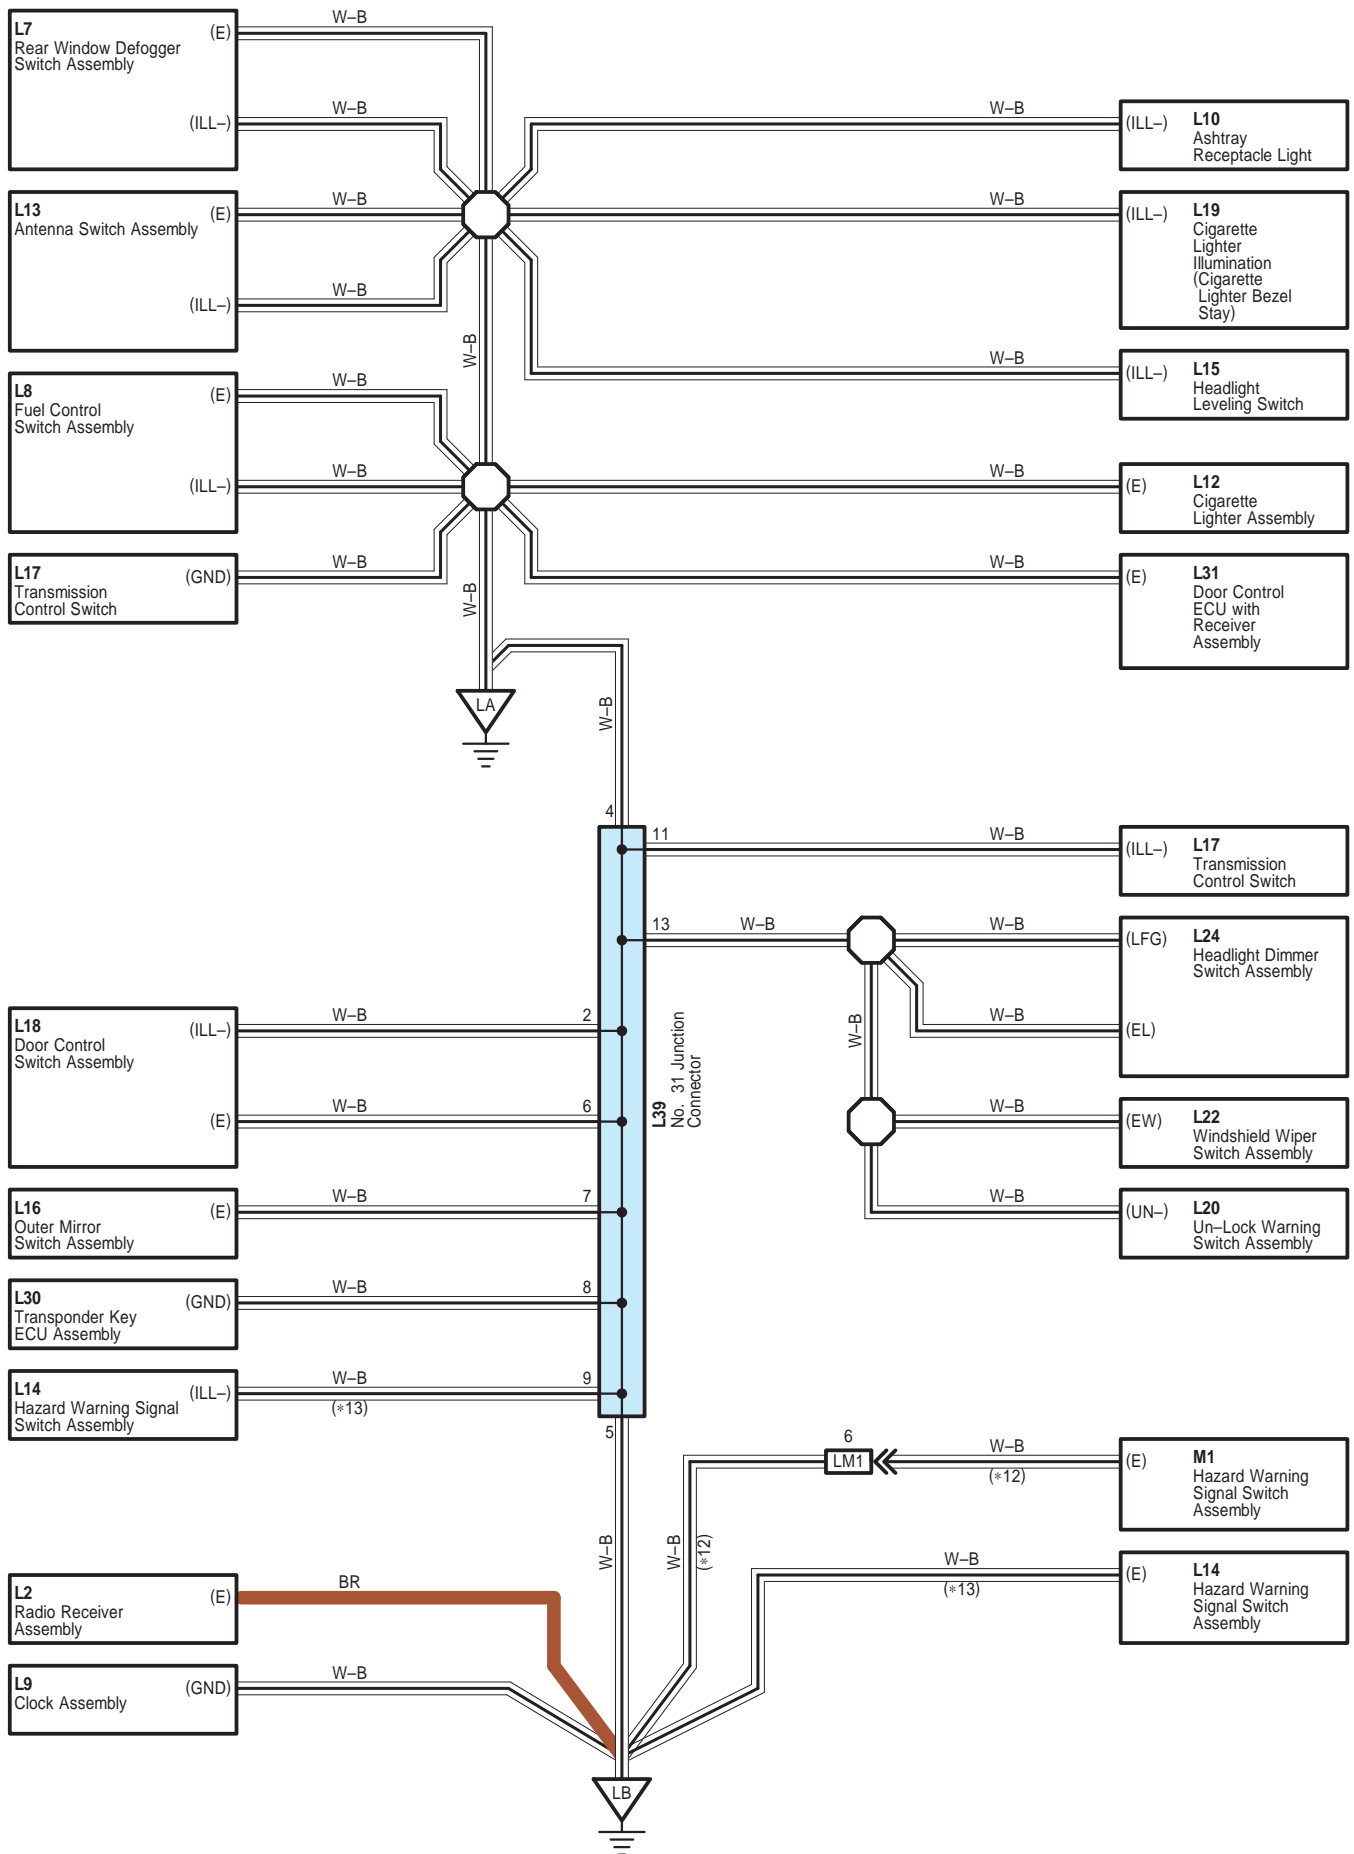 W–B
L7
(E)
Rear Window Defogger
Switch Assembly
W–B
(ILL–)
W–B
(ILL–)
L10
Ashtray
Receptacle Light
L13
(E)
Antenna Switch Assembly
W–B
W–B
(ILL–)
L19
Cigarette
Lighter
Illumination
(Cigarette
Lighter Bezel
Stay)
W–B
(ILL–)
W–B
W–B
(ILL–)
L15
Headlight
Leveling Switch
L8
(E)
Fuel Control
Switch Assembly
W–B
W–B
(ILL–)
W–B
(E)
L12
Cigarette
Lighter Assembly
L17
(GND)
Transmission
Control Switch
W–B
W–B
W–B
(E)
L31
Door Control
ECU with
Receiver
Assembly
LA
W–B
4
11
W–B
(ILL–)
L17
Transmission
Control Switch
13
W–B
W–B
(LFG)
L24
Headlight Dimmer
Switch Assembly
W–B
(EL)
L18
(ILL–)
Door Control
Switch Assembly
W–B
2
(E)
W–B
6
L39
No. 31 Junction
Connector
W–B
W–B
(EW)
L22
Windshield Wiper
Switch Assembly
L16
(E)
Outer Mirror
Switch Assembly
W–B
7
W–B
(UN–)
L20
Un–Lock Warning
Switch Assembly
L30
(GND)
Transponder Key
ECU Assembly
W–B
8
L14
(ILL–)
Hazard Warning Signal
Switch Assembly
W–B
(*13)
9
5
6
LM1
W–B
(*12)
(E)
M1
Hazard Warning
Signal Switch
Assembly
W–B
W–B
(*12)
W–B
(*13)
(E)
L14
Hazard Warning
Signal Switch
Assembly
L2
(E)
Radio Receiver
Assembly
BR
L9
(GND)
Clock Assembly
W–B
LB